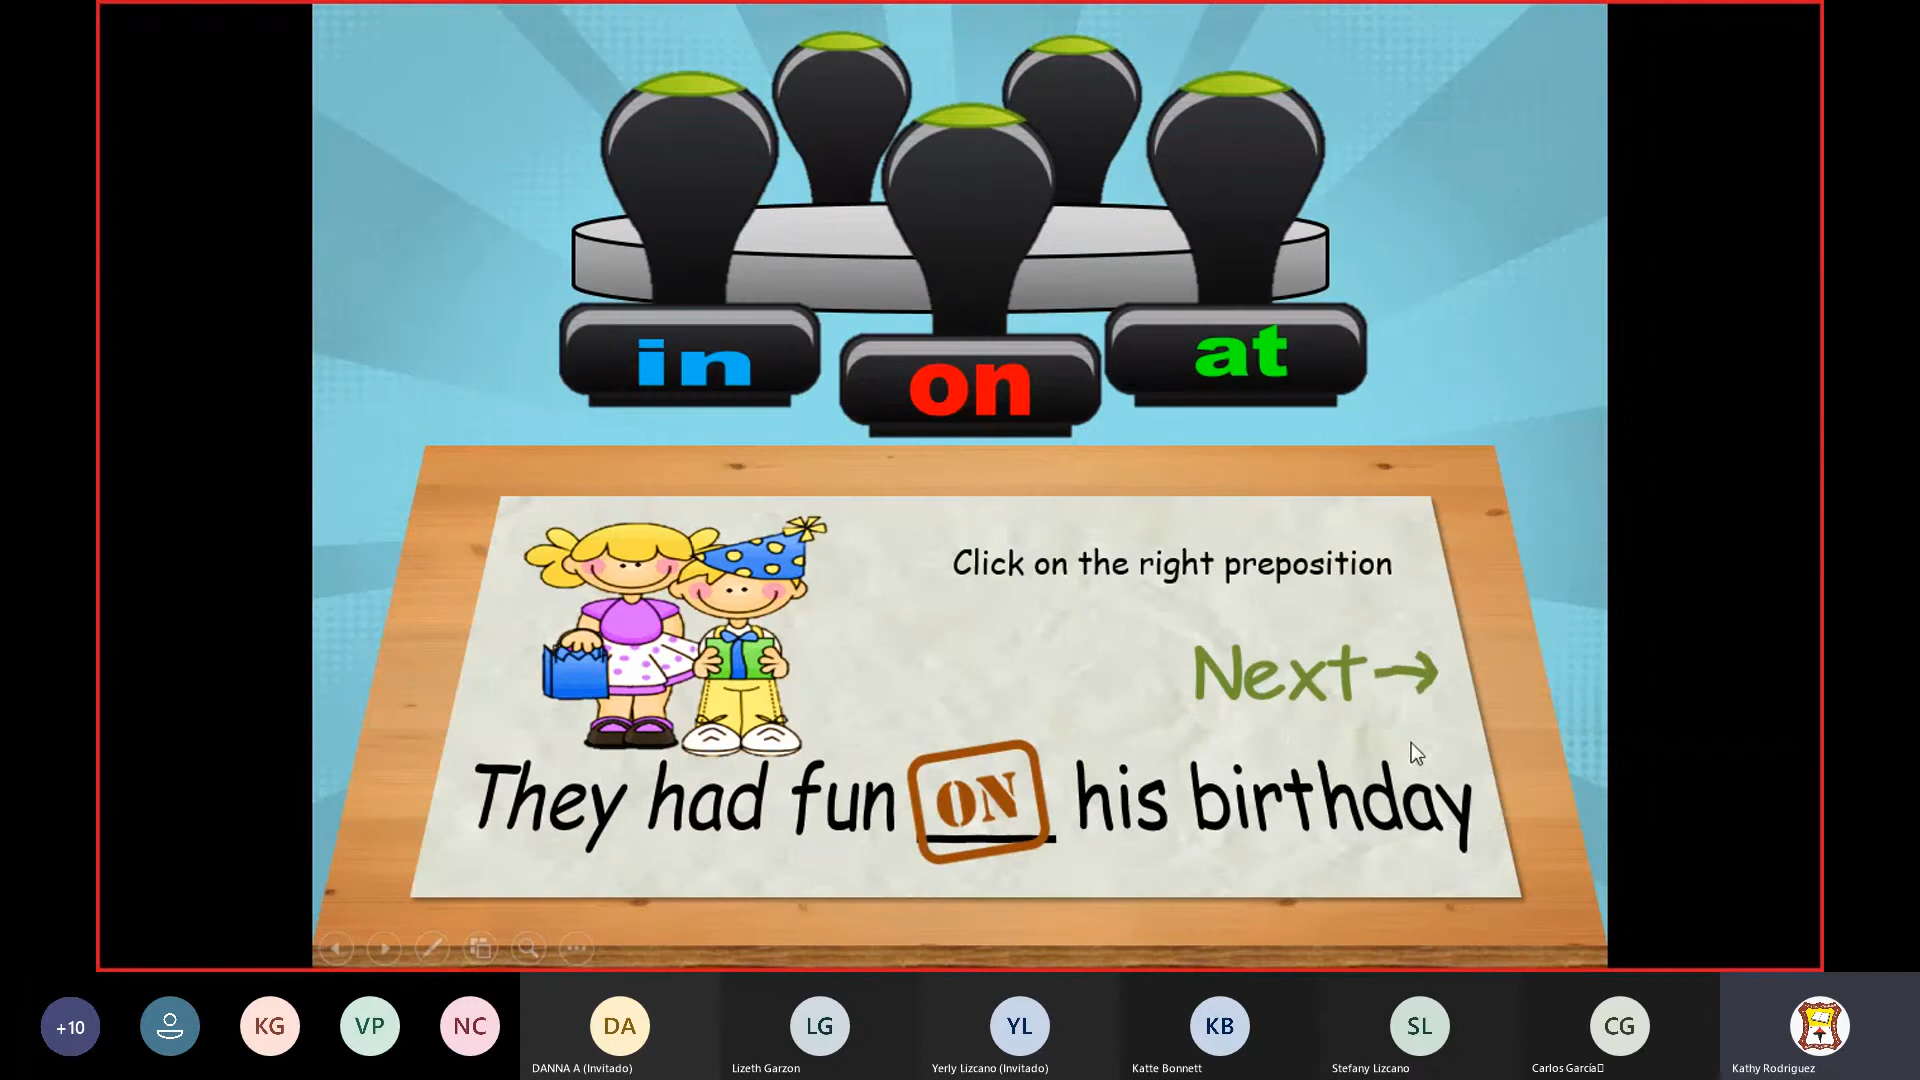 in
on
at
Click on the right preposition
Next→
They had fun ON his birthday
+10
KG
VP
NC
DA
LG
YL
KB
SL
CG
DANNA A (Invitado)
Lizeth Garzon
Yerly Lizcano (Invitado)
Katte Bonnett
Stefany Lizcano
Carlos García
Kathy Rodriguez